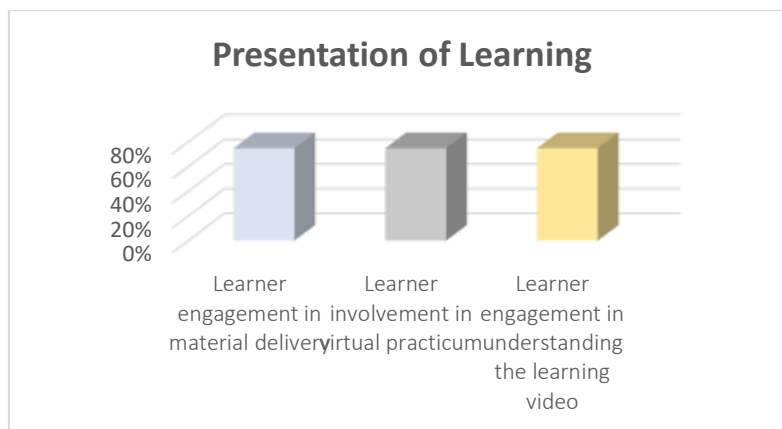 Presentation of Learning
80%
60%
40%
20%
0%
Learner
engagement in
material delivery
Learner
involvement in
virtual practicum
Learner
engagement in
understanding
the learning
video